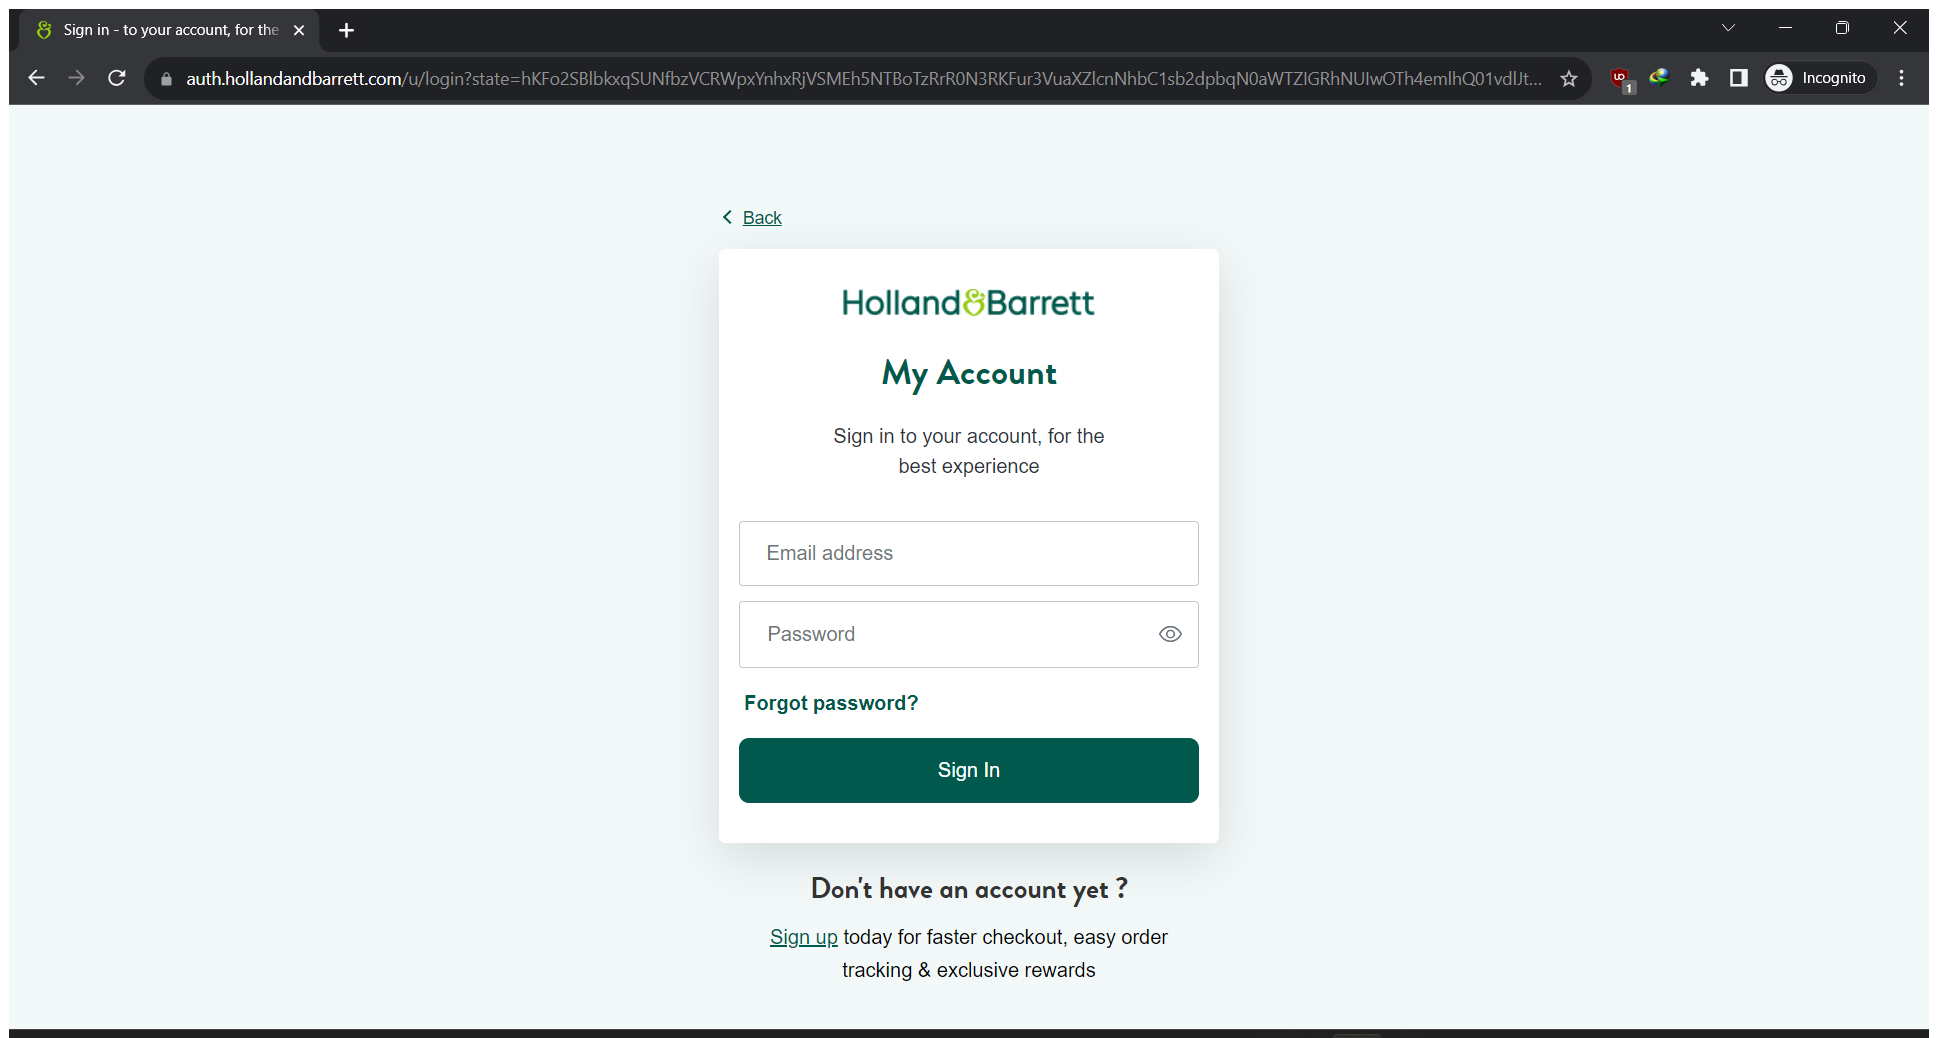 Sign in - to your account, for the
auth.hollandandbarrett.com/u/login?state=hKFo2SBlbkxqSUNfbzVCRWpxYnhxRjVSMEh5NTBoTzRrR0N3RKFur3VuaXZlcnNhbC1sb2dpbqN0aWTZIGRhNUIwOTh4emlhQ01vdlJt...
1
Incognito
Back
Holland&Barrett
My Account
Sign in to your account, for the
best experience
Email address
Password
Forgot password?
Sign In
Don't have an account yet ?
Sign up today for faster checkout, easy order
tracking & exclusive rewards